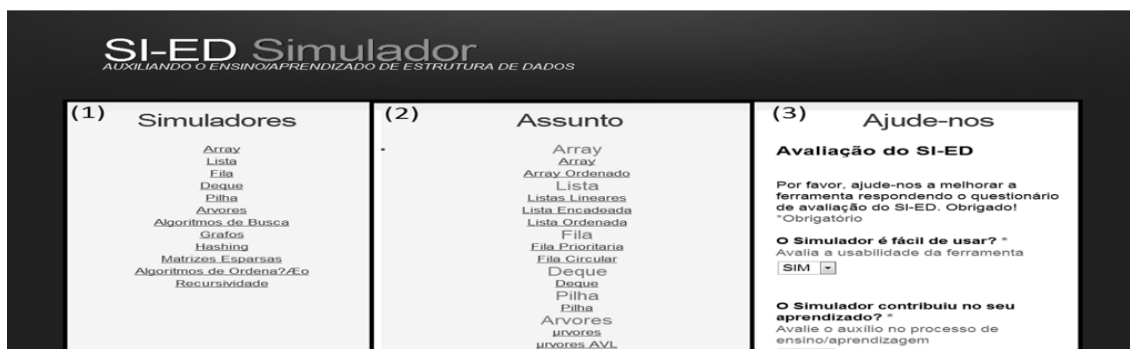 SI-ED Simulador
AUXILIANDO O ENSINO/APRENDIZADO DE ESTRUTURA DE DADOS
(1)
Simuladores
Array
Lista
Fila
Deque
Pilha
Arvores
Algoritmos de Busca
Grafos
Hashing
Matrizes Esparsas
Algoritmos de Ordena?Æo
Recursividade
(2)
Assunto
Array
Array
Array Ordenado
Lista
Listas Lineares
Lista Encadeada
Lista Ordenada
Fila
Fila Prioritaria
Fila Circular
Deque
Deque
Pilha
Pilha
Arvores
µrvores
µrvores AVL
(3)
Ajude-nos
Avaliação do SI-ED
Por favor, ajude-nos a melhorar a
ferramenta respondendo o questionário
de avaliação do SI-ED. Obrigado!
*Obrigatório
O Simulador é fácil de usar? *
Avalia a usabilidade da ferramenta
SIM
O Simulador contribuiu no seu
aprendizado? *
Avalie o auxílio no processo de
ensino/aprendizagem